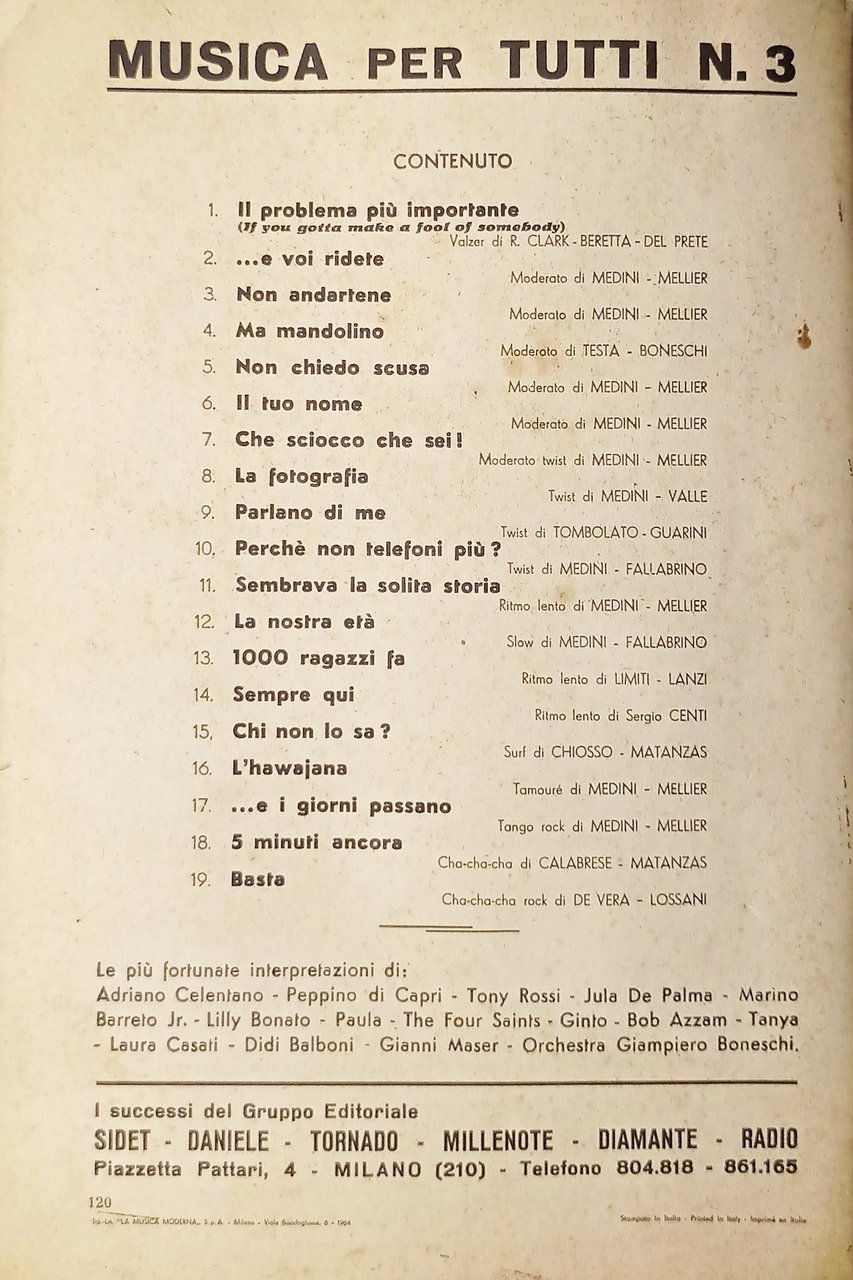 MUSICA PER TUTTI N. 3
CONTENUTO
1. Il problema più importante
(If you gotta make a fool of somebody)
Valzer di R. CLARK - BERETTA - DEL PRETE
2. ...e voi ridete
Moderato di MEDINI - MELLIER
3. Non andartene
Moderato di MEDINI - MELLIER
4. Ma mandolino
Moderato di TESTA - BONESCHI
5. Non chiedo scusa
Moderato di MEDINI - MELLIER
6. Il tuo nome
Moderato di MEDINI - MELLIER
7. Che sciocco che sei!
Moderato twist di MEDINI - MELLIER
8. La fotografia
Twist di MEDINI - VALLE
9. Parlano di me
Twist di TOMBOLATO - GUARINI
10. Perchè non telefoni più?
Twist di MEDINI - FALLABRINO
11. Sembrava la solita storia
Ritmo lento di MEDINI - MELLIER
12. La nostra età
Slow di MEDINI - FALLABRINO
13. 1000 ragazzi fa
Ritmo lento di LIMITI - LANZI
14. Sempre qui
Ritmo lento di Sergio CENTI
15. Chi non lo sa?
Surf di CHIOSSO - MATANZAS
16. L'hawajana
Tamouré di MEDINI - MELLIER
17. ...e i giorni passano
Tango rock di MEDINI - MELLIER
18. 5 minuti ancora
Cha-cha-cha di CALABRESE - MATANZAS
19. Basta
Cha-cha-cha rock di DE VERA - LOSSANI
Le più fortunate interpretazioni di:
Adriano Celentano - Peppino di Capri - Tony Rossi - Jula De Palma - Marino
Barreto Jr. - Lilly Bonato - Paula - The Four Saints - Ginto - Bob Azzam - Tanya
- Laura Casati - Didi Balboni - Gianni Maser - Orchestra Giampiero Boneschi.
I successi del Gruppo Editoriale
SIDET - DANIELE - TORNADO - MILLENOTE - DIAMANTE - RADIO
Piazzetta Pattari, 4 - MILANO (210) - Telefono 804.818 - 861.165
120
"LA MUSICA MODERNA" S.p.A. - Milano - Viale Bacchiglione, 6 - 1964
Stampato in Italia - Printed in Italy - Imprimé en Italie